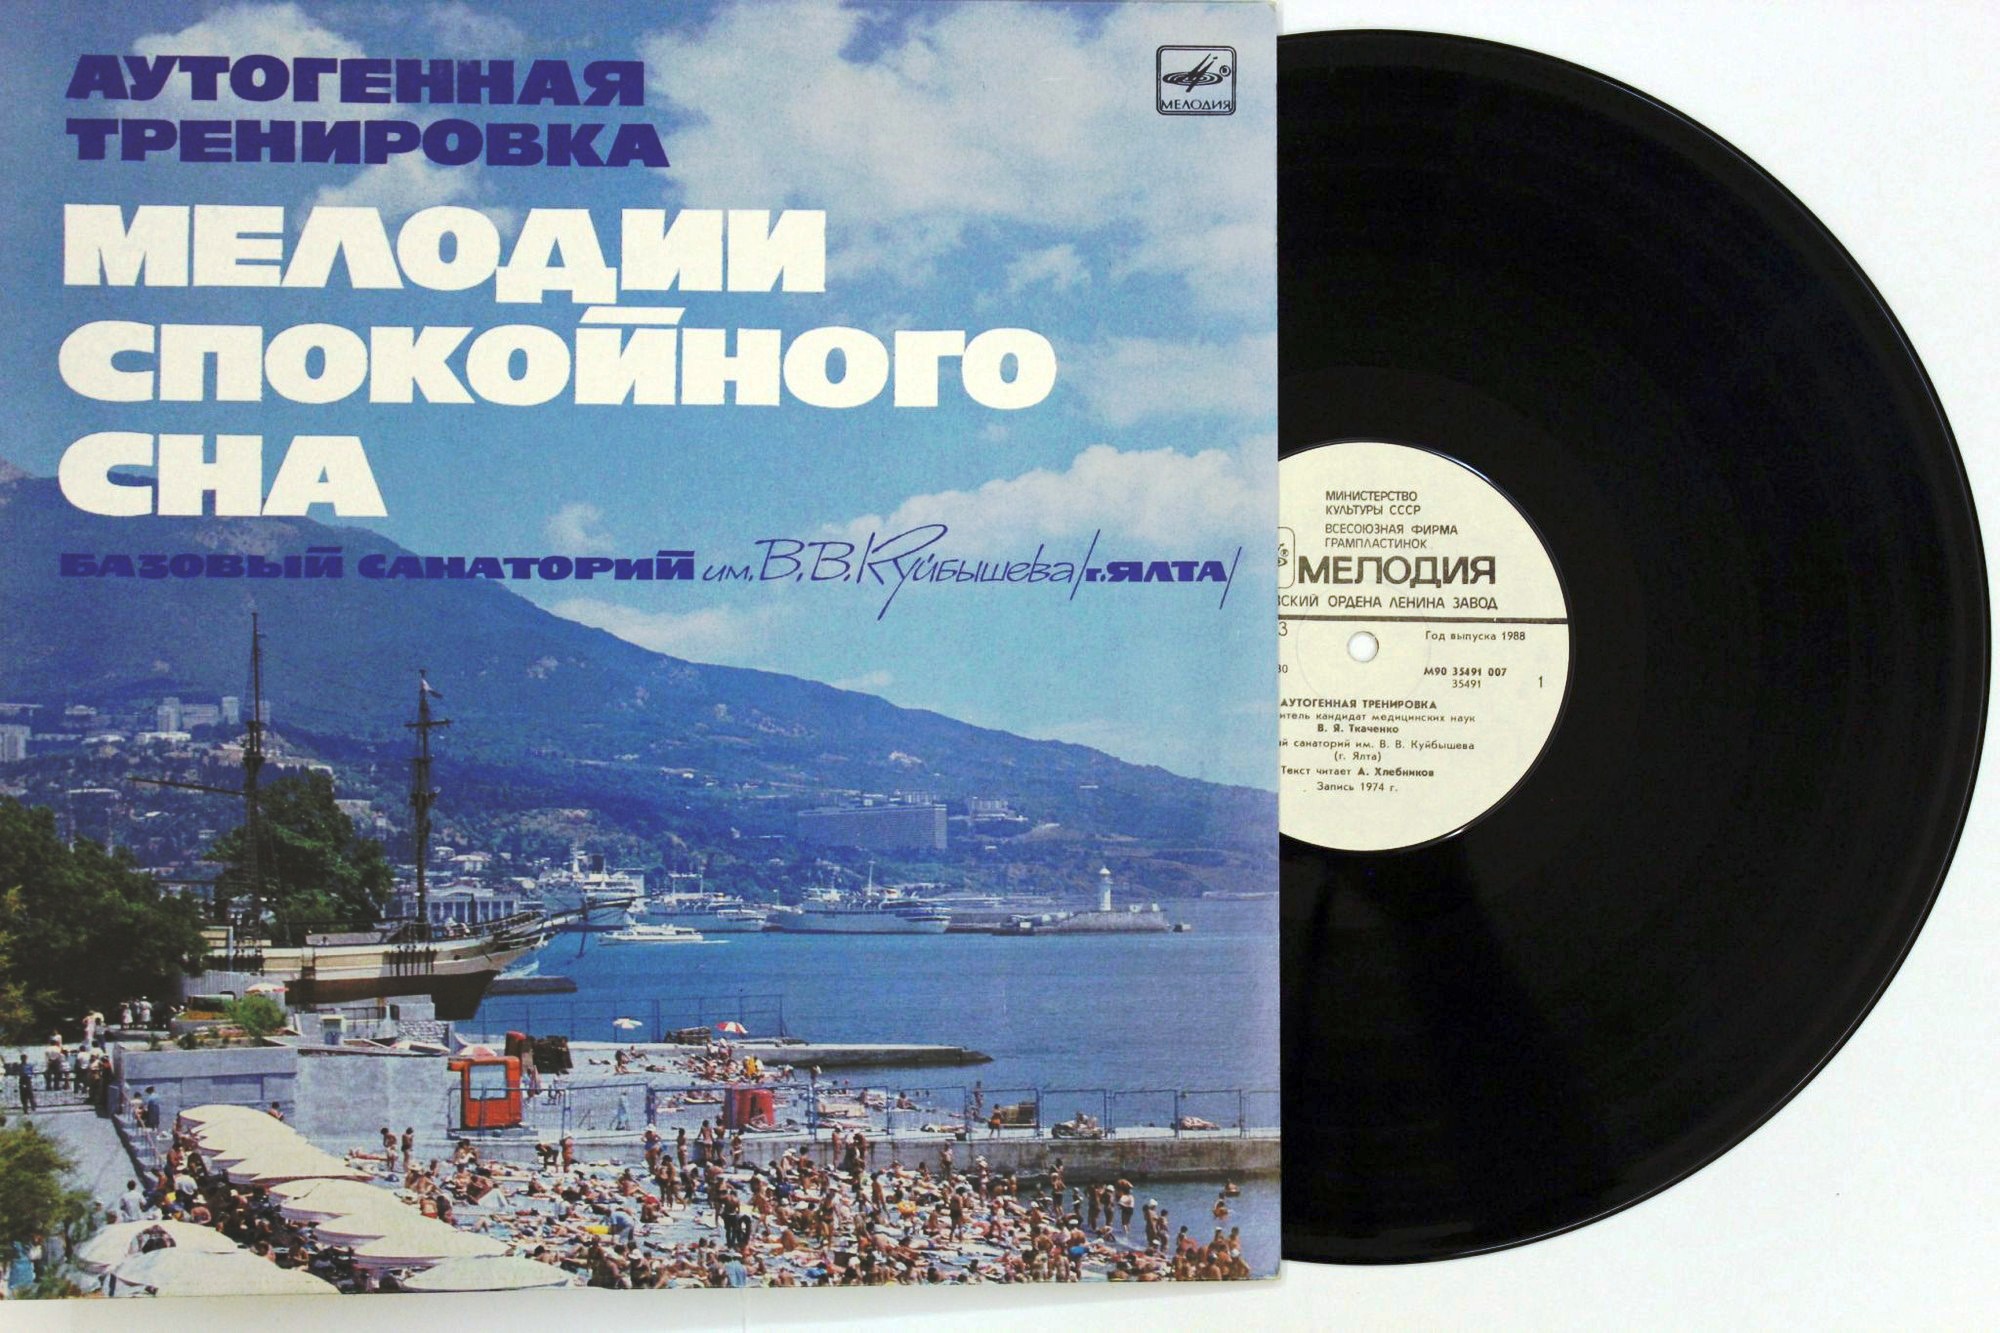 АУТОГЕННАЯ
ТРЕНИРОВКА
МЕЛОДИИ
СПОКОЙНОГО
СНА
БАЗОВЫЙ САНАТОРИЙ им. В. В. Куйбышева /г. ЯЛТА/
МЕЛОДИЯ
МИНИСТЕРСТВО
КУЛЬТУРЫ СССР
ВСЕСОЮЗНАЯ ФИРМА
ГРАМПЛАСТИНОК
МЕЛОДИЯ
ОРДЕНА ЛЕНИНА ЗАВОД
Год выпуска 1988
М90 35491 007
35491
1
АУТОГЕННАЯ ТРЕНИРОВКА
кандидат медицинских наук
В. Я. Ткаченко
санаторий им. В. В. Куйбышева
(г. Ялта)
Текст читает А. Хлебников
Запись 1974 г.